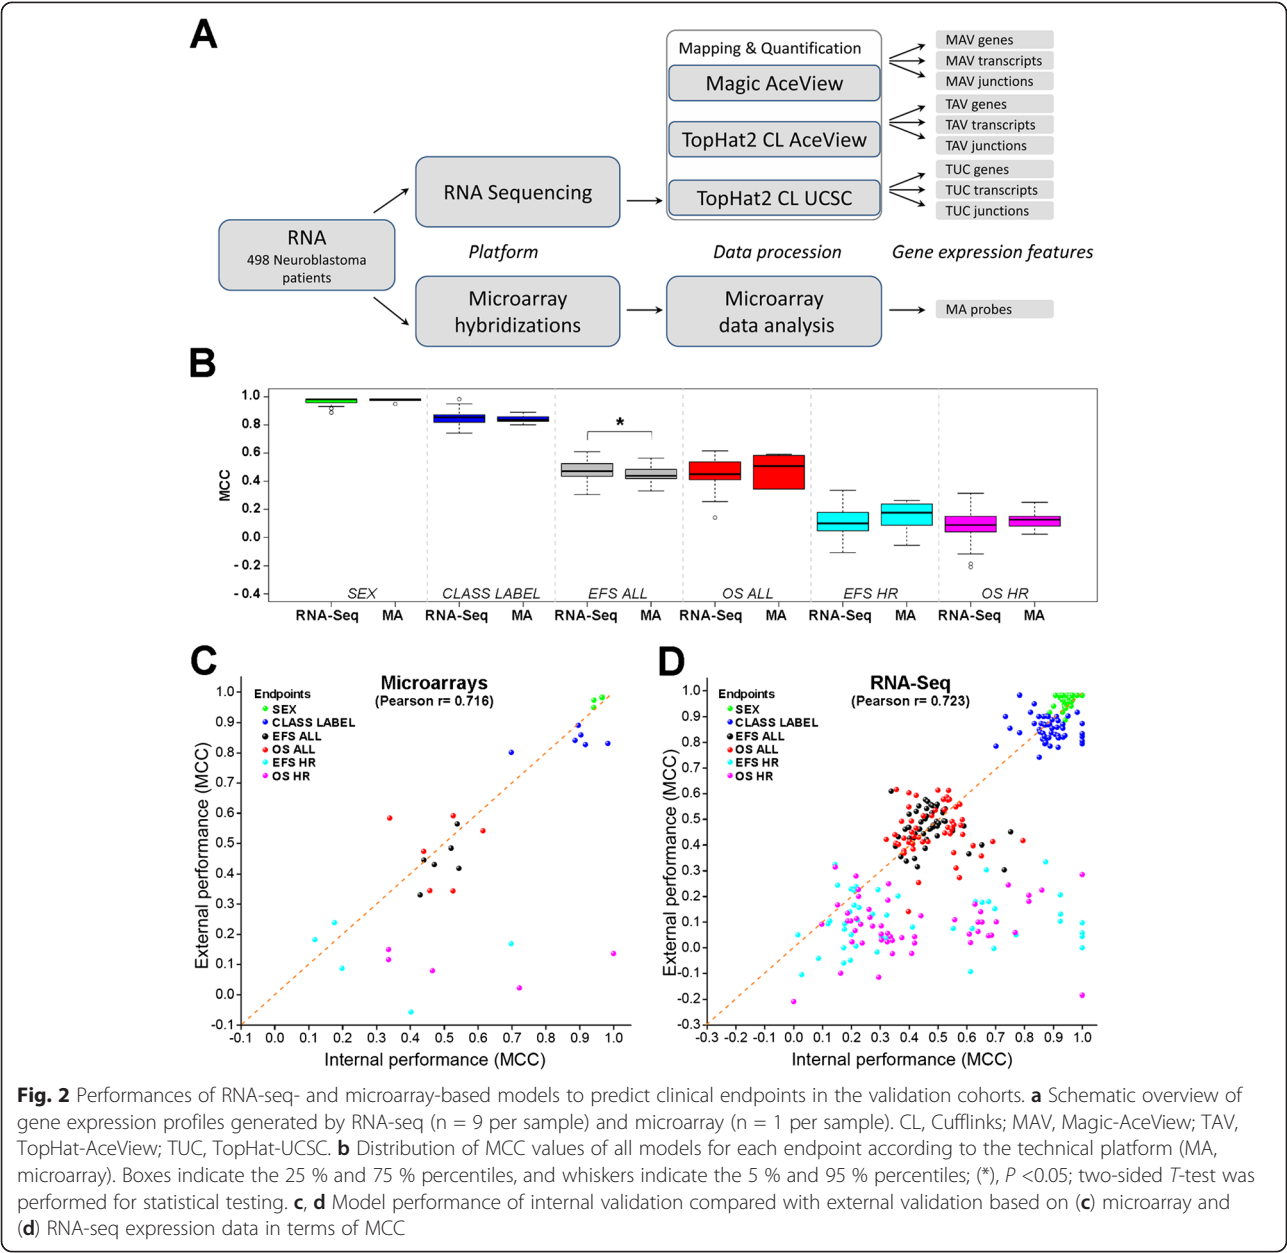 A
RNA
498 Neuroblastoma
patients
RNA Sequencing
Platform
Microarray
hybridizations
Mapping & Quantification
Magic AceView
TopHat2 CL AceView
TopHat2 CL UCSC
Data procession
Microarray
data analysis
MAV genes
MAV transcripts
MAV junctions
TAV genes
TAV transcripts
TAV junctions
TUC genes
TUC transcripts
TUC junctions
Gene expression features
MA probes
B
MCC
1.0
0.8
0.6
0.4
0.2
0.0
- 0.2
- 0.4
*
SEX CLASS LABEL EFS ALL OS ALL EFS HR OS HR
RNA-Seq MA RNA-Seq MA RNA-Seq MA RNA-Seq MA RNA-Seq MA RNA-Seq MA
C
Microarrays
(Pearson r= 0.716)
Endpoints
SEX
CLASS LABEL
EFS ALL
OS ALL
EFS HR
OS HR
External performance (MCC)
1.0
0.9
0.8
0.7
0.6
0.5
0.4
0.3
0.2
0.1
0.0
-0.1
-0.1 0.0 0.1 0.2 0.3 0.4 0.5 0.6 0.7 0.8 0.9 1.0
Internal performance (MCC)
D
RNA-Seq
(Pearson r= 0.723)
Endpoints
SEX
CLASS LABEL
EFS ALL
OS ALL
EFS HR
OS HR
External performance (MCC)
1.0
0.9
0.8
0.7
0.6
0.5
0.4
0.3
0.2
0.1
0.0
-0.1
-0.2
-0.3
-0.3 -0.2 -0.2 -0.1 0.0 0.1 0.2 0.3 0.4 0.5 0.6 0.7 0.8 0.9 1.0
Internal performance (MCC)
Fig. 2 Performances of RNA-seq- and microarray-based models to predict clinical endpoints in the validation cohorts. a Schematic overview of
gene expression profiles generated by RNA-seq (n = 9 per sample) and microarray (n = 1 per sample). CL, Cufflinks; MAV, Magic-AceView; TAV,
TopHat-AceView; TUC, TopHat-UCSC. b Distribution of MCC values of all models for each endpoint according to the technical platform (MA,
microarray). Boxes indicate the 25 % and 75 % percentiles, and whiskers indicate the 5 % and 95 % percentiles; (*), P <0.05; two-sided T-test was
performed for statistical testing. c, d Model performance of internal validation compared with external validation based on (c) microarray and
(d) RNA-seq expression data in terms of MCC